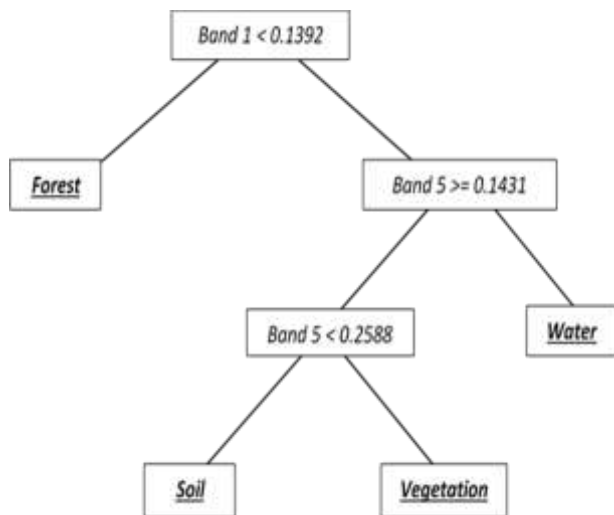 Band 1 < 0.1392
Forest
Band 5 >= 0.1431
Band 5 < 0.2588
Water
Soil
Vegetation